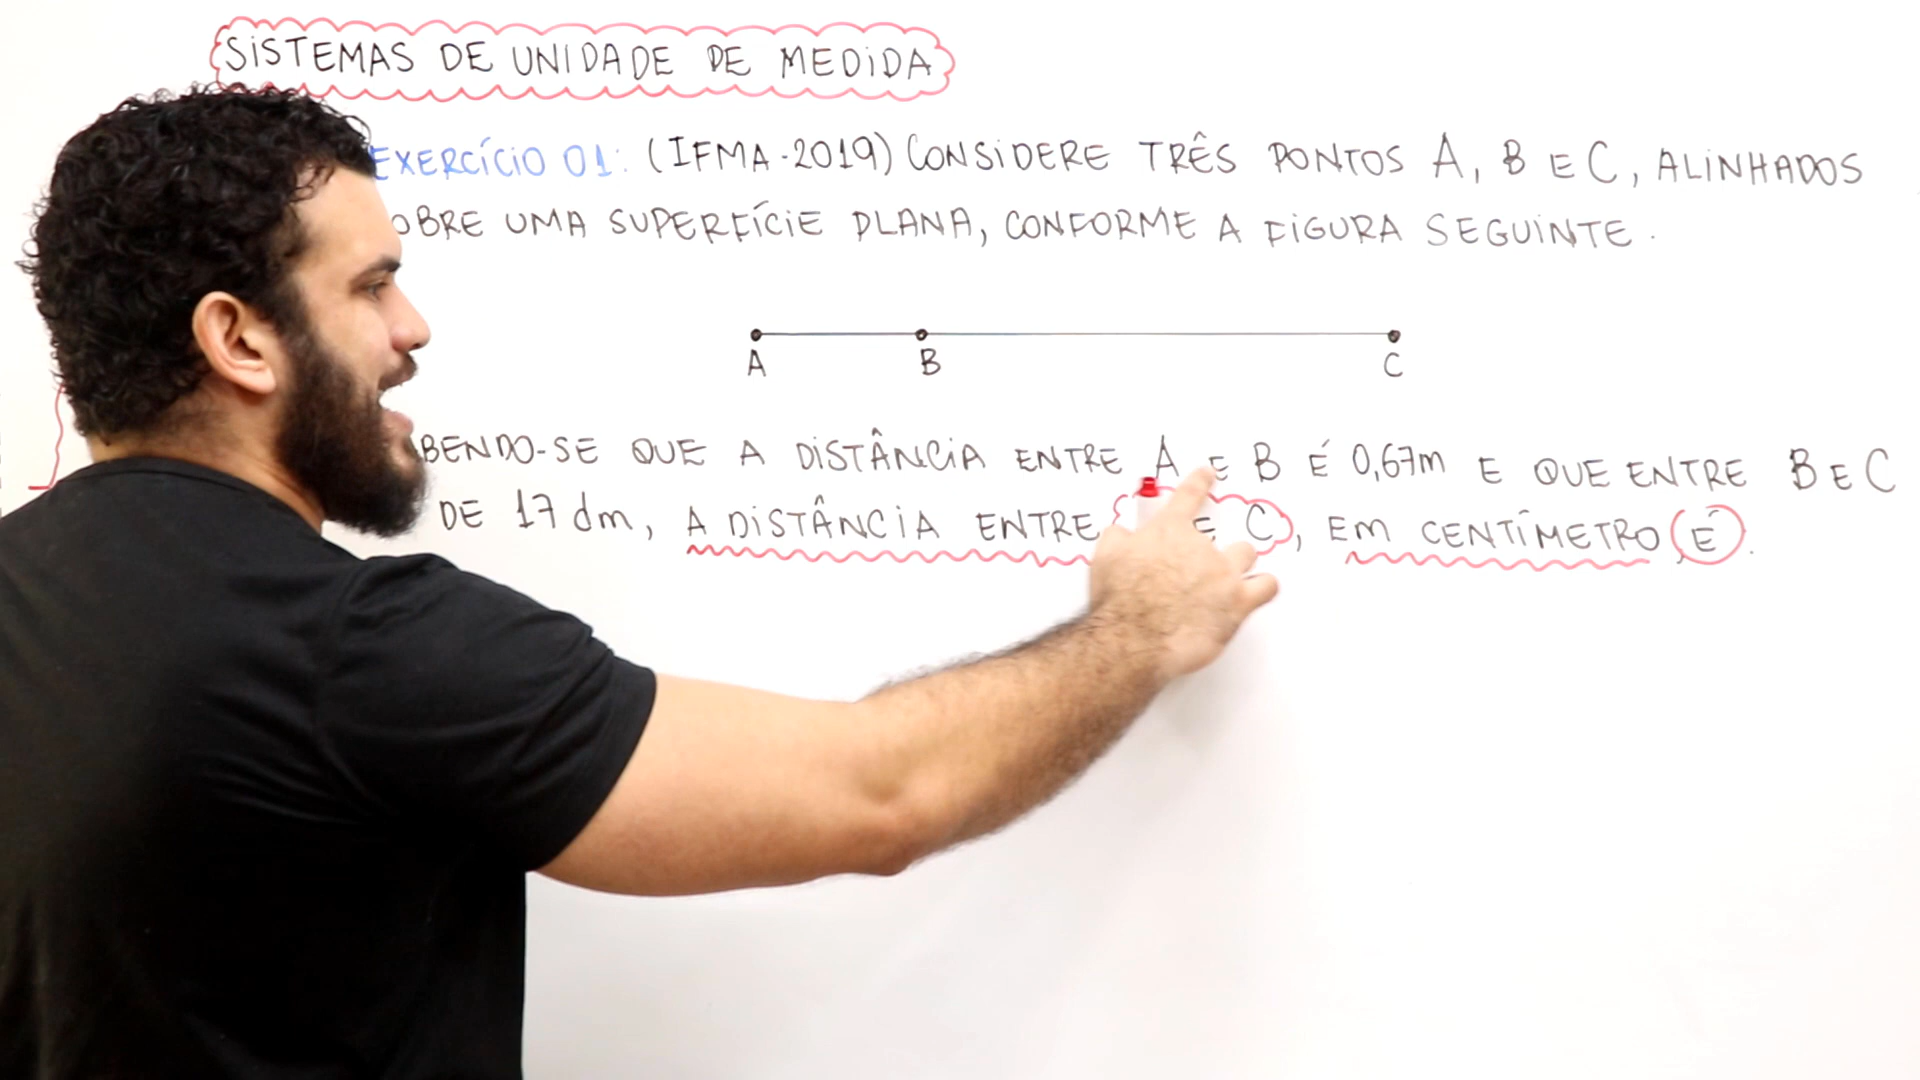 SISTEMAS DE UNIDADE DE MEDIDA
EXERCÍCIO 01: (IFMA-2019) CONSIDERE TRÊS PONTOS A, B E C, ALINHADOS
OBRE UMA SUPERFÍCIE PLANA, CONFORME A FIGURA SEGUINTE.
A B C
BENDO-SE QUE A DISTÂNCIA ENTRE A E B É 0,67m E QUE ENTRE B E C
DE 17 dm, A DISTÂNCIA ENTRE E C, EM CENTÍMETRO É.